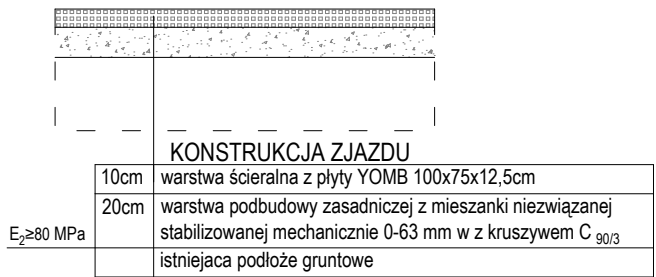 KONSTRUKCJA ZJAZDU
10cm warstwa ścieralna z płyty YOMB 100x75x12,5cm
20cm warstwa podbudowy zasadniczej z mieszanki niezwiązanej
E2≥80 MPa stabilizowanej mechanicznie 0-63 mm w z kruszywem C 90/3
istniejaca podłoże gruntowe